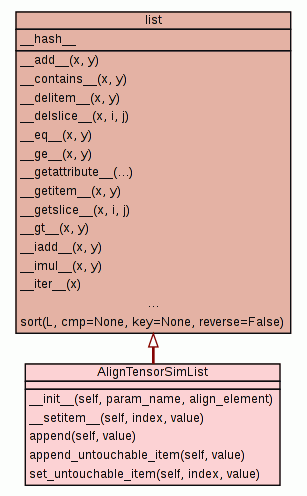 list
__hash__
__add__(x, y)
__contains__(x, y)
__delitem__(x, y)
__delslice__(x, i, j)
__eq__(x, y)
__ge__(x, y)
__getattribute__(...)
__getitem__(x, y)
__getslice__(x, i, j)
__gt__(x, y)
__iadd__(x, y)
__imul__(x, y)
__iter__(x)
...
sort(L, cmp=None, key=None, reverse=False)
AlignTensorSimList
__init__(self, param_name, align_element)
__setitem__(self, index, value)
append(self, value)
append_untouchable_item(self, value)
set_untouchable_item(self, index, value)